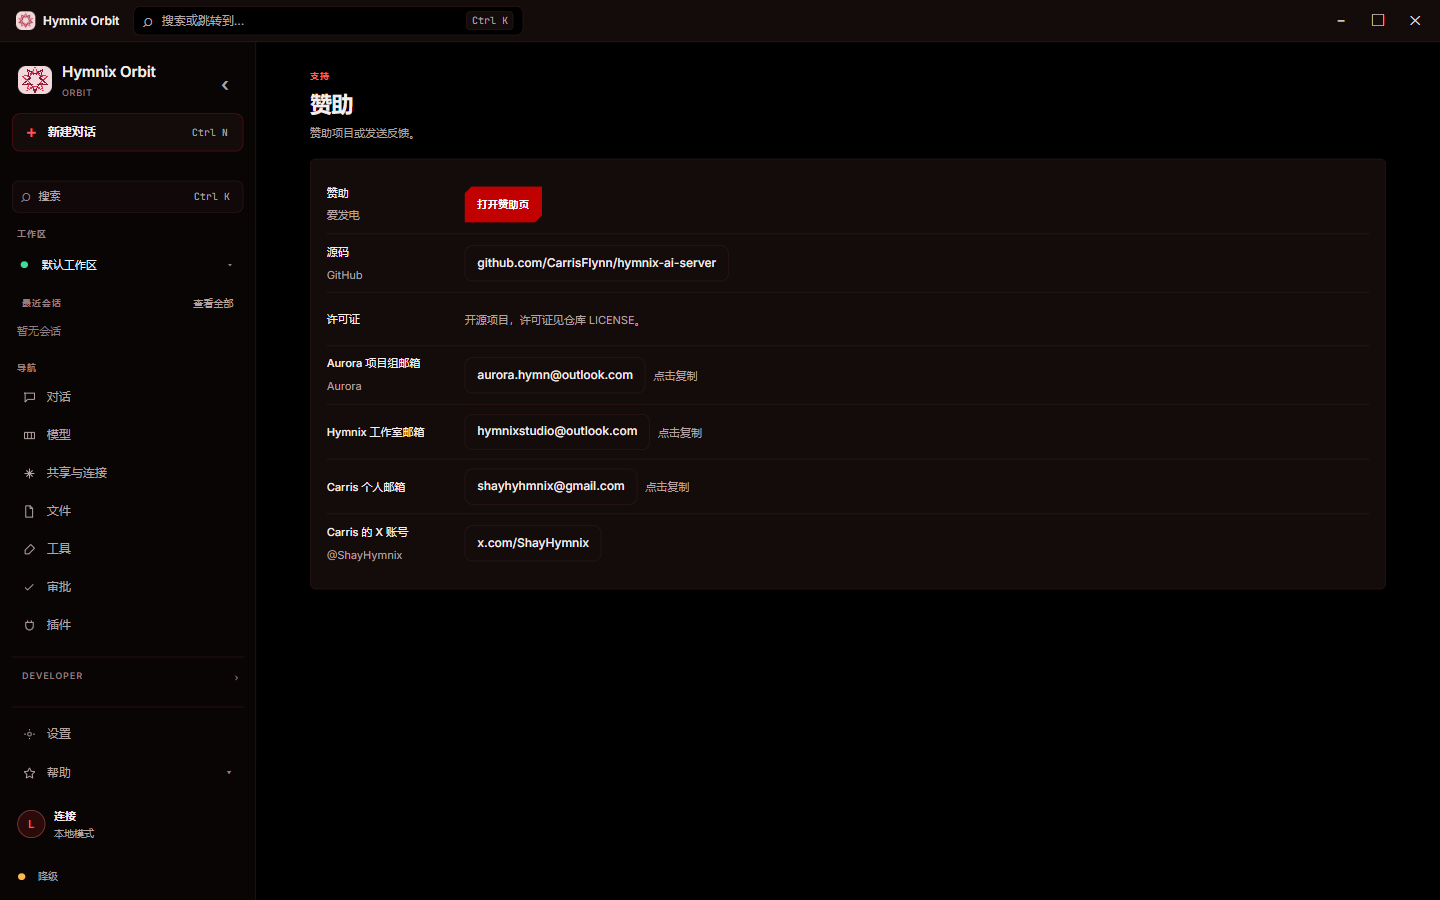 Hymnix Orbit
搜索或跳转到...
Ctrl K
Hymnix Orbit
ORBIT
新建对话
Ctrl N
搜索
Ctrl K
工作区
默认工作区
最近会话
查看全部
暂无会话
导航
对话
模型
共享与连接
文件
工具
审批
插件
DEVELOPER
设置
帮助
L
连接
本地模式
降级
支持
赞助
赞助项目或发送反馈。
赞助
爱发电
打开赞助页
源码
GitHub
github.com/CarrisFlynn/hymnix-ai-server
许可证
开源项目，许可证见仓库 LICENSE。
Aurora 项目组邮箱
Aurora
aurora.hymn@outlook.com
点击复制
Hymnix 工作室邮箱
hymnixstudio@outlook.com
点击复制
Carris 个人邮箱
shayhyhmnix@gmail.com
点击复制
Carris 的 X 账号
@ShayHymnix
x.com/ShayHymnix